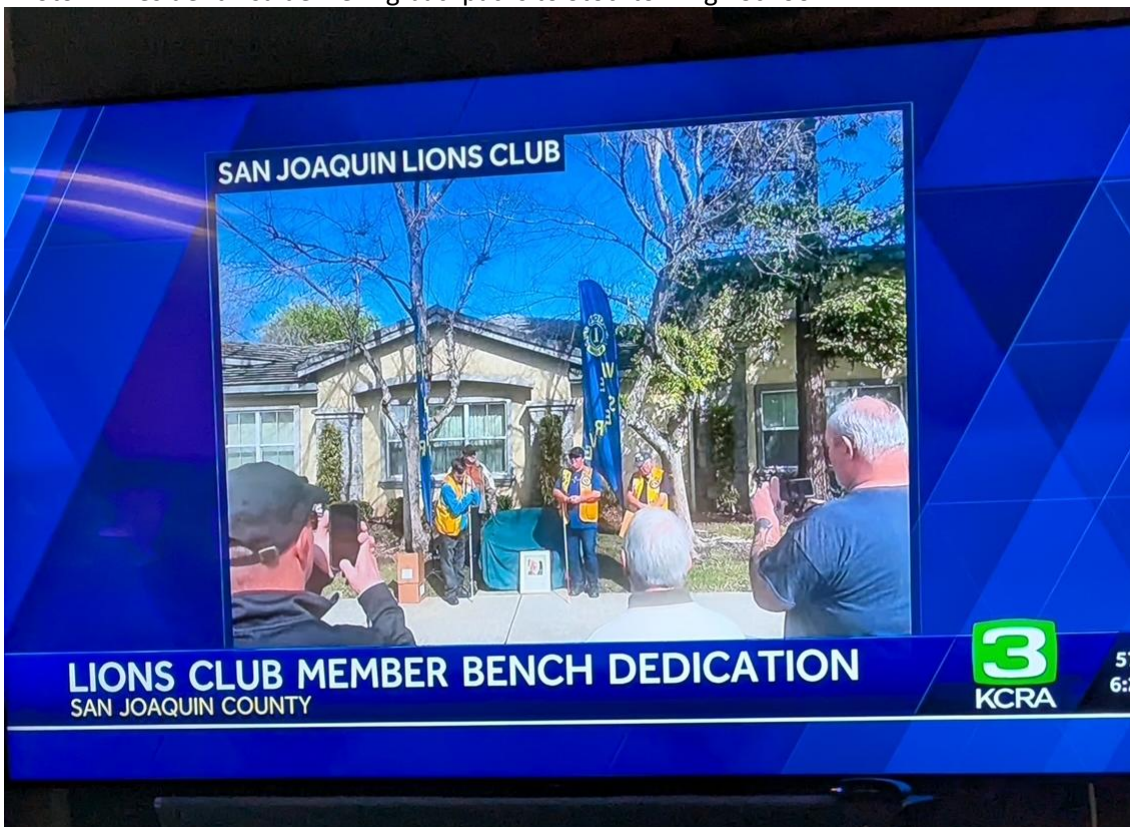 SAN JOAQUIN LIONS CLUB
LIONS CLUB MEMBER BENCH DEDICATION
SAN JOAQUIN COUNTY
3
KCRA